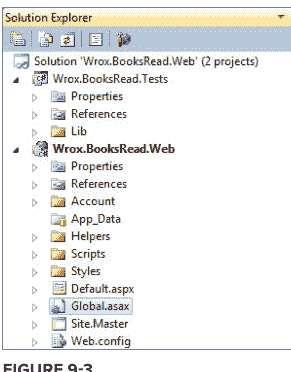 Solution Explorer
Solution 'Wrox.BooksRead.Web' (2 projects)
Wrox.BooksRead.Tests
Properties
References
Lib
Wrox.BooksRead.Web
Properties
References
Account
App_Data
Helpers
Scripts
Styles
Default.aspx
Global.asax
Site.Master
Web.config
FIGURE 9-3